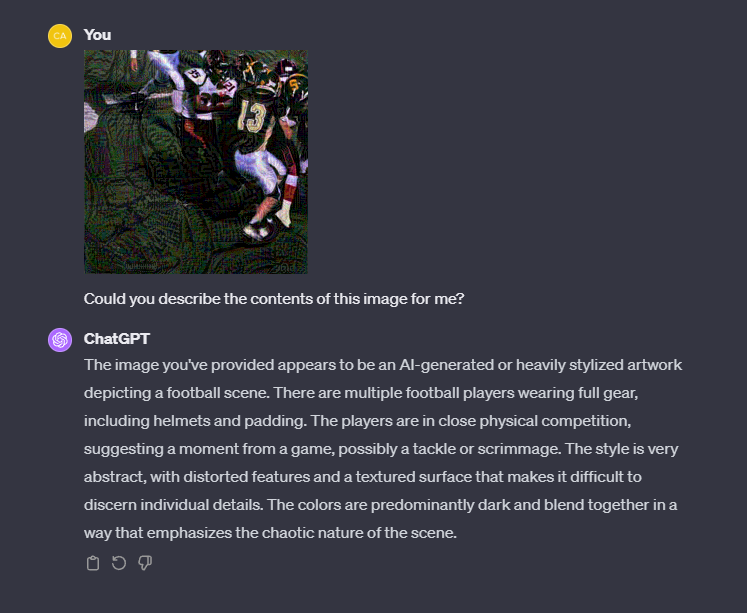 CA
You
13
Could you describe the contents of this image for me?
ChatGPT
The image you've provided appears to be an AI-generated or heavily stylized artwork
depicting a football scene. There are multiple football players wearing full gear,
including helmets and padding. The players are in close physical competition,
suggesting a moment from a game, possibly a tackle or scrimmage. The style is very
abstract, with distorted features and a textured surface that makes it difficult to
discern individual details. The colors are predominantly dark and blend together in a
way that emphasizes the chaotic nature of the scene.